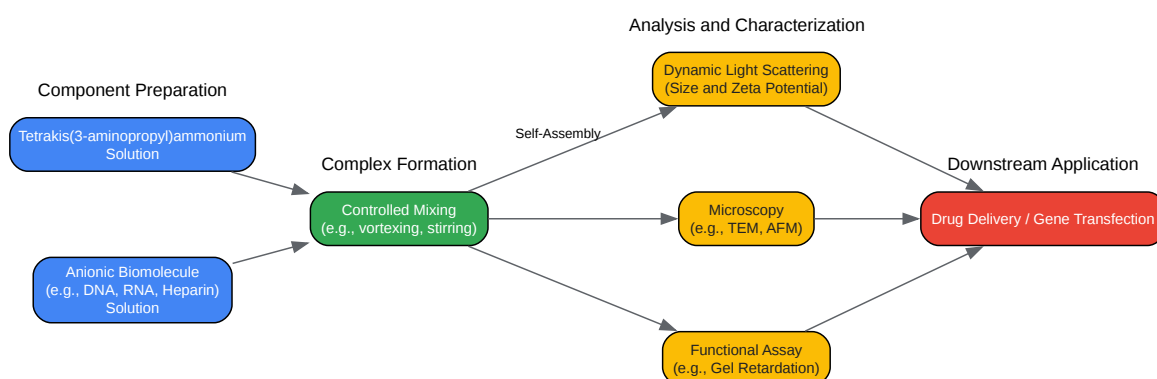 Component Preparation
Tetrakis(3-aminopropyl)ammonium
Solution
Anionic Biomolecule
(e.g., DNA, RNA, Heparin)
Solution
Complex Formation
Controlled Mixing
(e.g., vortexing, stirring)
Self-Assembly
Analysis and Characterization
Dynamic Light Scattering
(Size and Zeta Potential)
Microscopy
(e.g., TEM, AFM)
Functional Assay
(e.g., Gel Retardation)
Downstream Application
Drug Delivery / Gene Transfection